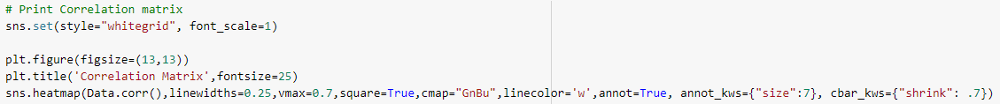 # Print Correlation matrix
sns.set(style="whitegrid", font_scale=1)
plt.figure(figsize=(13,13))
plt.title('Correlation Matrix',fontsize=25)
sns.heatmap(Data.corr(),linewidths=0.25,vmax=0.7,square=True,cmap="GnBu",linecolor='w',annot=True, annot_kws={"size":7}, cbar_kws={"shrink": .7})